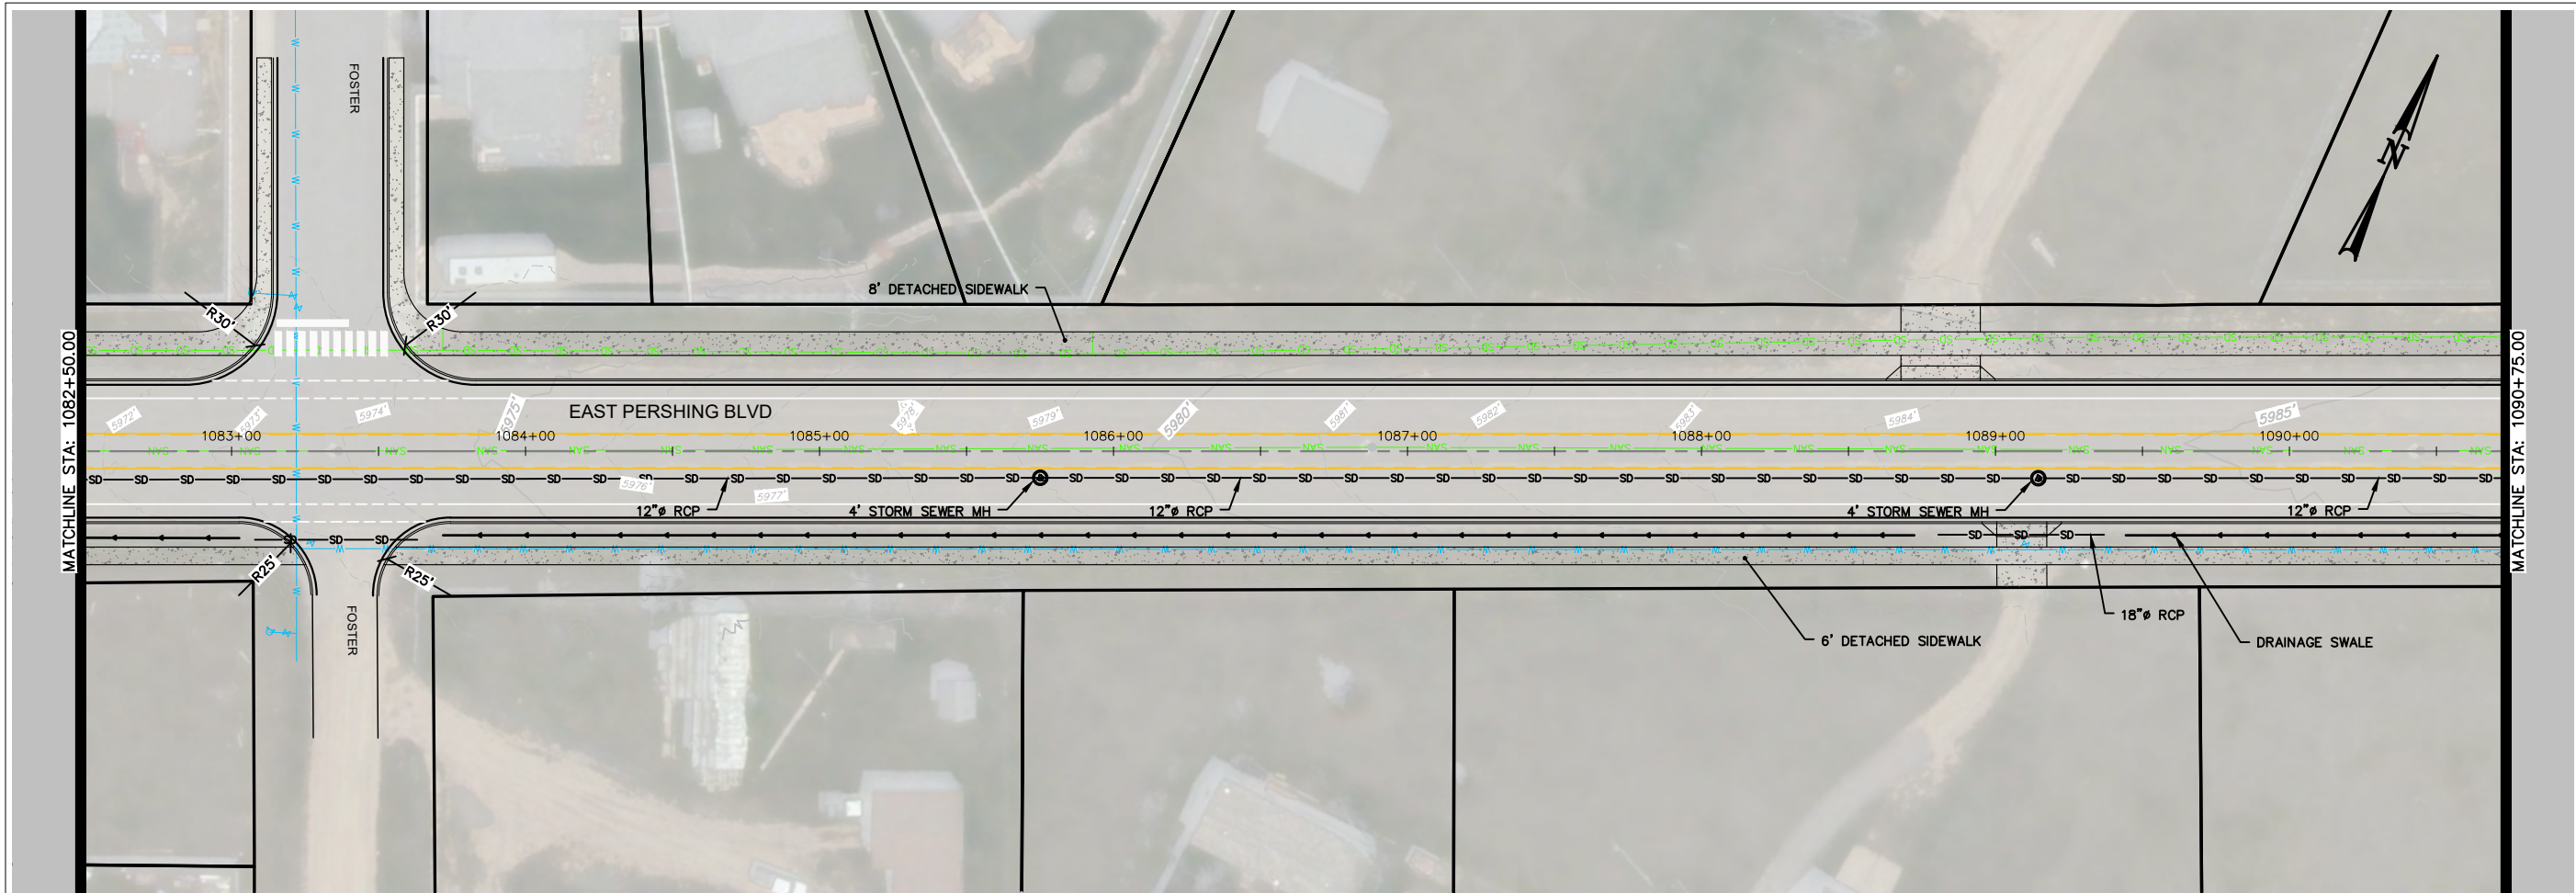 FOSTER
N
8' DETACHED SIDEWALK
R30'
R30'
MATCHLINE STA: 1082+50.00
MATCHLINE STA: 1090+75.00
EAST PERSHING BLVD
5972'
5973'
5974'
5975'
5978'
5979'
5980'
5981'
5982'
5983'
5984'
5985'
1083+00
1084+00
1085+00
1086+00
1087+00
1088+00
1089+00
1090+00
5976'
5977'
12"ø RCP
4' STORM SEWER MH
12"ø RCP
4' STORM SEWER MH
12"ø RCP
R25'
R25'
FOSTER
18"ø RCP
6' DETACHED SIDEWALK
DRAINAGE SWALE